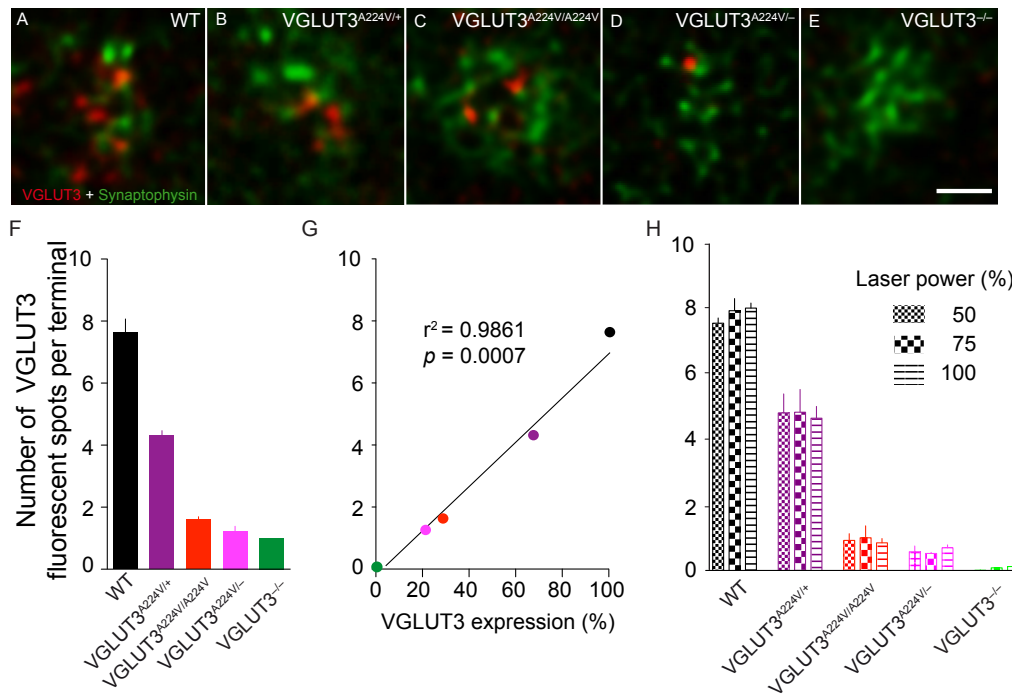 A WT
B VGLUT3A224V/+
C VGLUT3A224V/A224V
D VGLUT3A224V/–
E VGLUT3–/–
VGLUT3 + Synaptophysin
F
Number of VGLUT3
fluorescent spots per terminal
10
8
6
4
2
0
WT
VGLUT3A224V/+
VGLUT3A224V/A224V
VGLUT3A224V/–
VGLUT3–/–
G
10
8
6
4
2
0
r2 = 0.9861
p = 0.0007
0 20 40 60 80 100
VGLUT3 expression (%)
H
10
8
6
4
2
0
Laser power (%)
50
75
100
WT
VGLUT3A224V/+
VGLUT3A224V/A224V
VGLUT3A224V/–
VGLUT3–/–